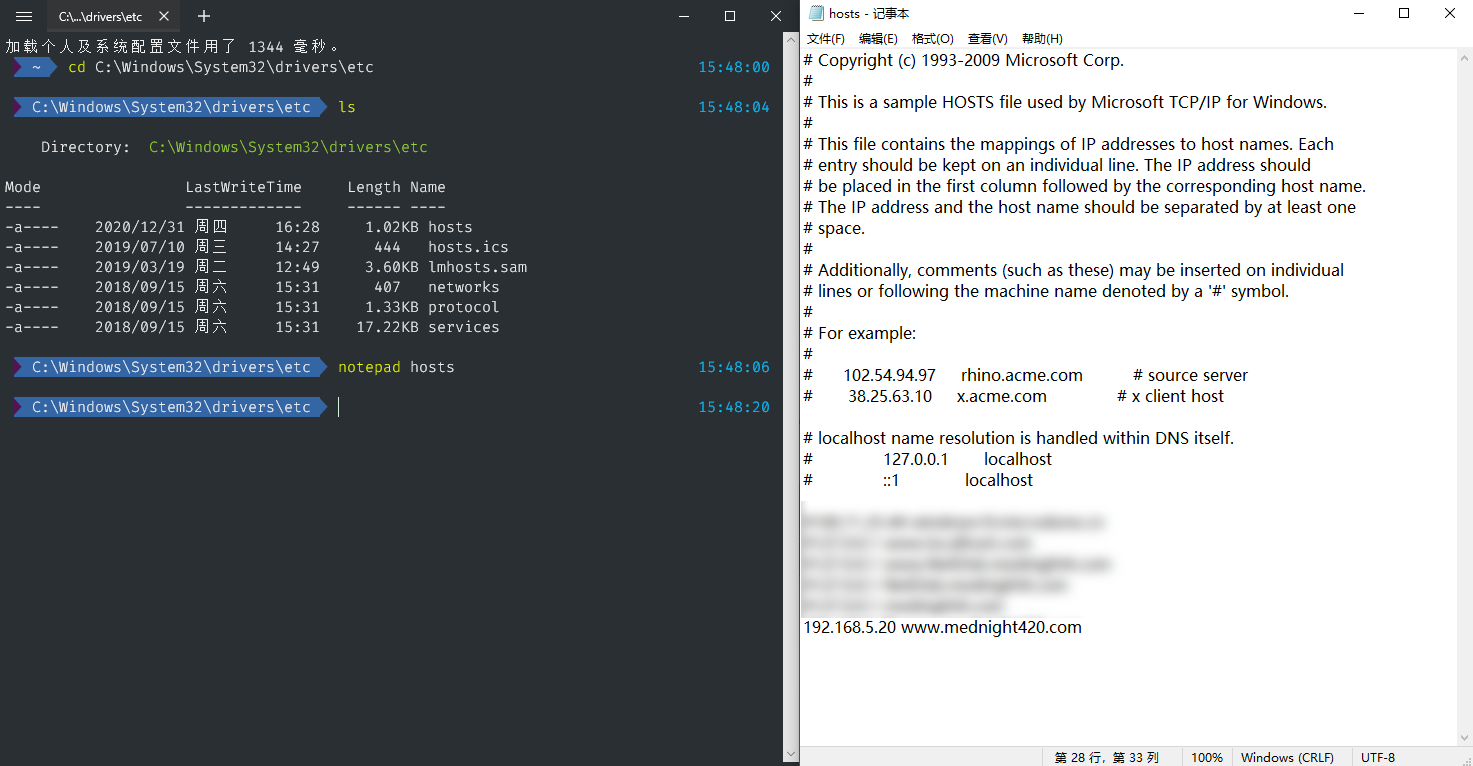 C:\...\drivers\etc
加载个人及系统配置文件用了 1344 毫秒。
~ cd C:\Windows\System32\drivers\etc 15:48:00
C:\Windows\System32\drivers\etc ls 15:48:04
Directory: C:\Windows\System32\drivers\etc
Mode LastWriteTime Length Name
---- ------------- ------ ----
-a---- 2020/12/31 周四 16:28 1.02KB hosts
-a---- 2019/07/10 周三 14:27 444 hosts.ics
-a---- 2019/03/19 周二 12:49 3.60KB lmhosts.sam
-a---- 2018/09/15 周六 15:31 407 networks
-a---- 2018/09/15 周六 15:31 1.33KB protocol
-a---- 2018/09/15 周六 15:31 17.22KB services
C:\Windows\System32\drivers\etc notepad hosts 15:48:06
C:\Windows\System32\drivers\etc 15:48:20
hosts - 记事本
文件(F) 编辑(E) 格式(O) 查看(V) 帮助(H)
# Copyright (c) 1993-2009 Microsoft Corp.
#
# This is a sample HOSTS file used by Microsoft TCP/IP for Windows.
#
# This file contains the mappings of IP addresses to host names. Each
# entry should be kept on an individual line. The IP address should
# be placed in the first column followed by the corresponding host name.
# The IP address and the host name should be separated by at least one
# space.
#
# Additionally, comments (such as these) may be inserted on individual
# lines or following the machine name denoted by a '#' symbol.
#
# For example:
#
# 102.54.94.97 rhino.acme.com # source server
# 38.25.63.10 x.acme.com # x client host
# localhost name resolution is handled within DNS itself.
# 127.0.0.1 localhost
# ::1 localhost
192.168.5.20 www.mednight420.com
第 28 行，第 33 列 100% Windows (CRLF) UTF-8